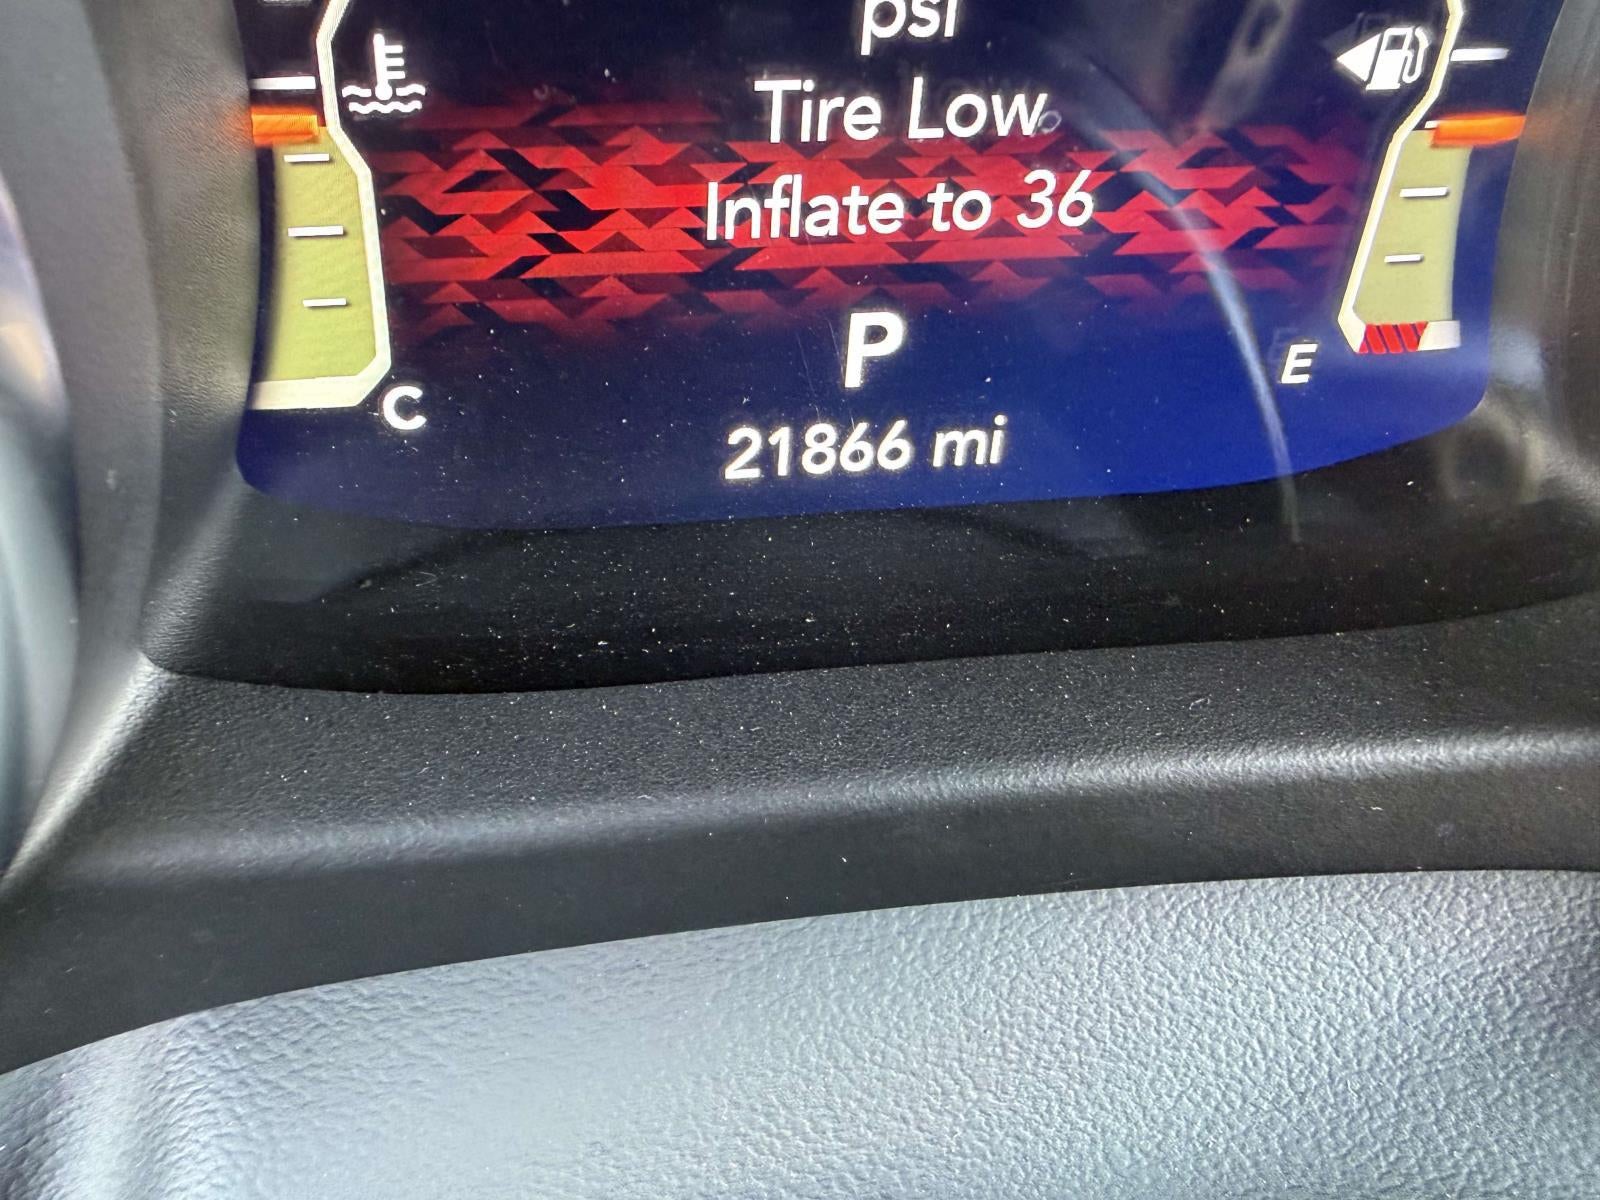 psi
Tire Low
Inflate to 36
P
E
C
21866 mi